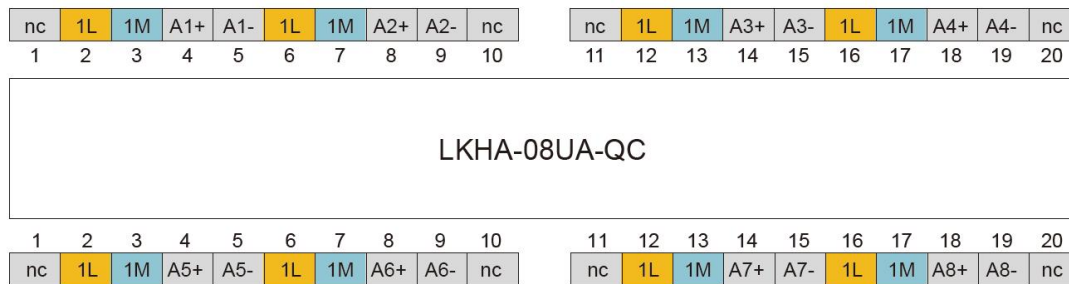 nc 1L 1M A1+ A1- 1L 1M A2+ A2- nc nc 1L 1M A3+ A3- 1L 1M A4+ A4- nc
1 2 3 4 5 6 7 8 9 10 11 12 13 14 15 16 17 18 19 20
LKHA-08UA-QC
1 2 3 4 5 6 7 8 9 10 11 12 13 14 15 16 17 18 19 20
nc 1L 1M A5+ A5- 1L 1M A6+ A6- nc nc 1L 1M A7+ A7- 1L 1M A8+ A8- nc